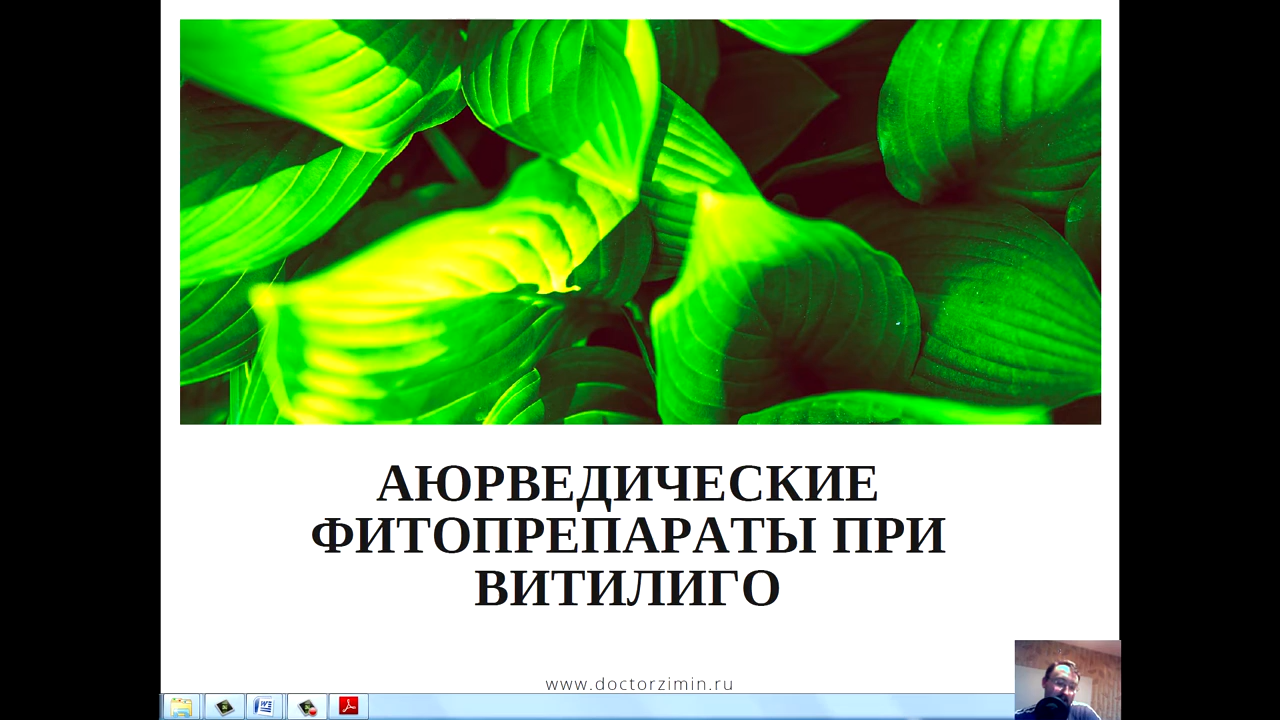 АЮРВЕДИЧЕСКИЕ
ФИТОПРЕПАРАТЫ ПРИ
ВИТИЛИГО
www.doctorzimin.ru